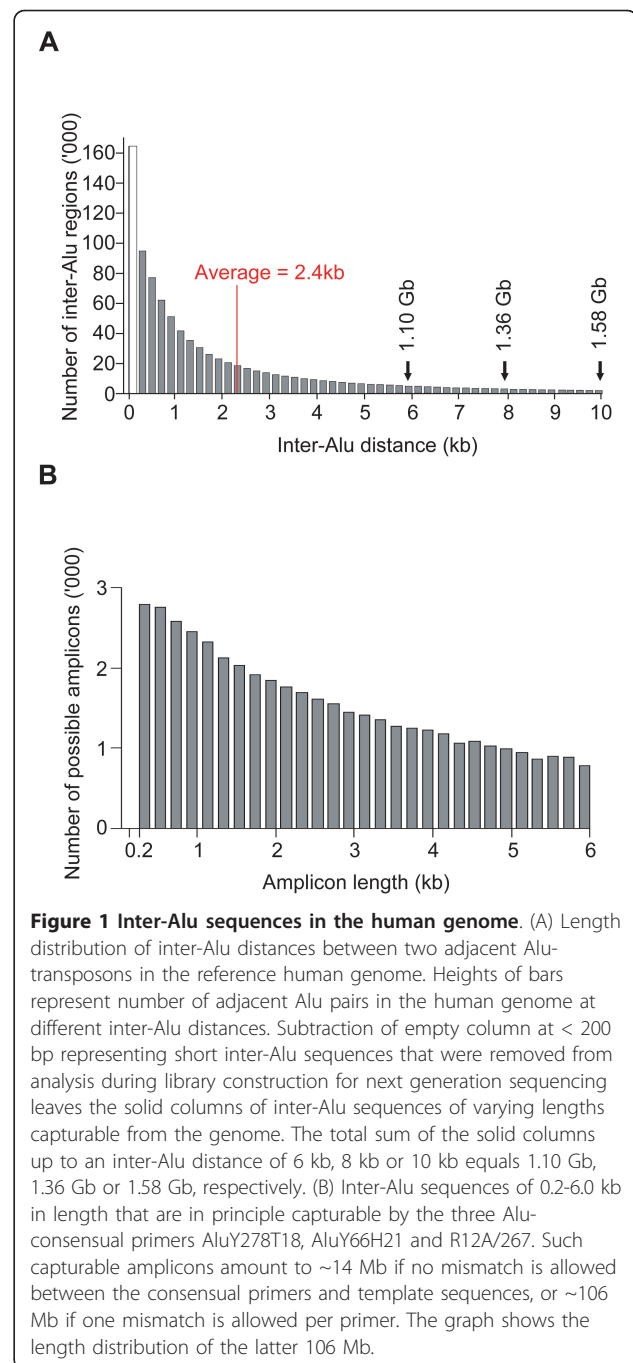 A
Number of inter-Alu regions ('000)
160
140
120
100
80
60
40
20
0
Average = 2.4kb
1.10 Gb
1.36 Gb
1.58 Gb
0 1 2 3 4 5 6 7 8 9 10
Inter-Alu distance (kb)
B
Number of possible amplicons ('000)
3
2
1
0
0.2 1 2 3 4 5 6
Amplicon length (kb)
Figure 1 Inter-Alu sequences in the human genome. (A) Length
distribution of inter-Alu distances between two adjacent Alu-
transposons in the reference human genome. Heights of bars
represent number of adjacent Alu pairs in the human genome at
different inter-Alu distances. Subtraction of empty column at < 200
bp representing short inter-Alu sequences that were removed from
analysis during library construction for next generation sequencing
leaves the solid columns of inter-Alu sequences of varying lengths
capturable from the genome. The total sum of the solid columns
up to an inter-Alu distance of 6 kb, 8 kb or 10 kb equals 1.10 Gb,
1.36 Gb or 1.58 Gb, respectively. (B) Inter-Alu sequences of 0.2-6.0 kb
in length that are in principle capturable by the three Alu-
consensual primers AluY278T18, AluY66H21 and R12A/267. Such
capturable amplicons amount to ~14 Mb if no mismatch is allowed
between the consensual primers and template sequences, or ~106
Mb if one mismatch is allowed per primer. The graph shows the
length distribution of the latter 106 Mb.